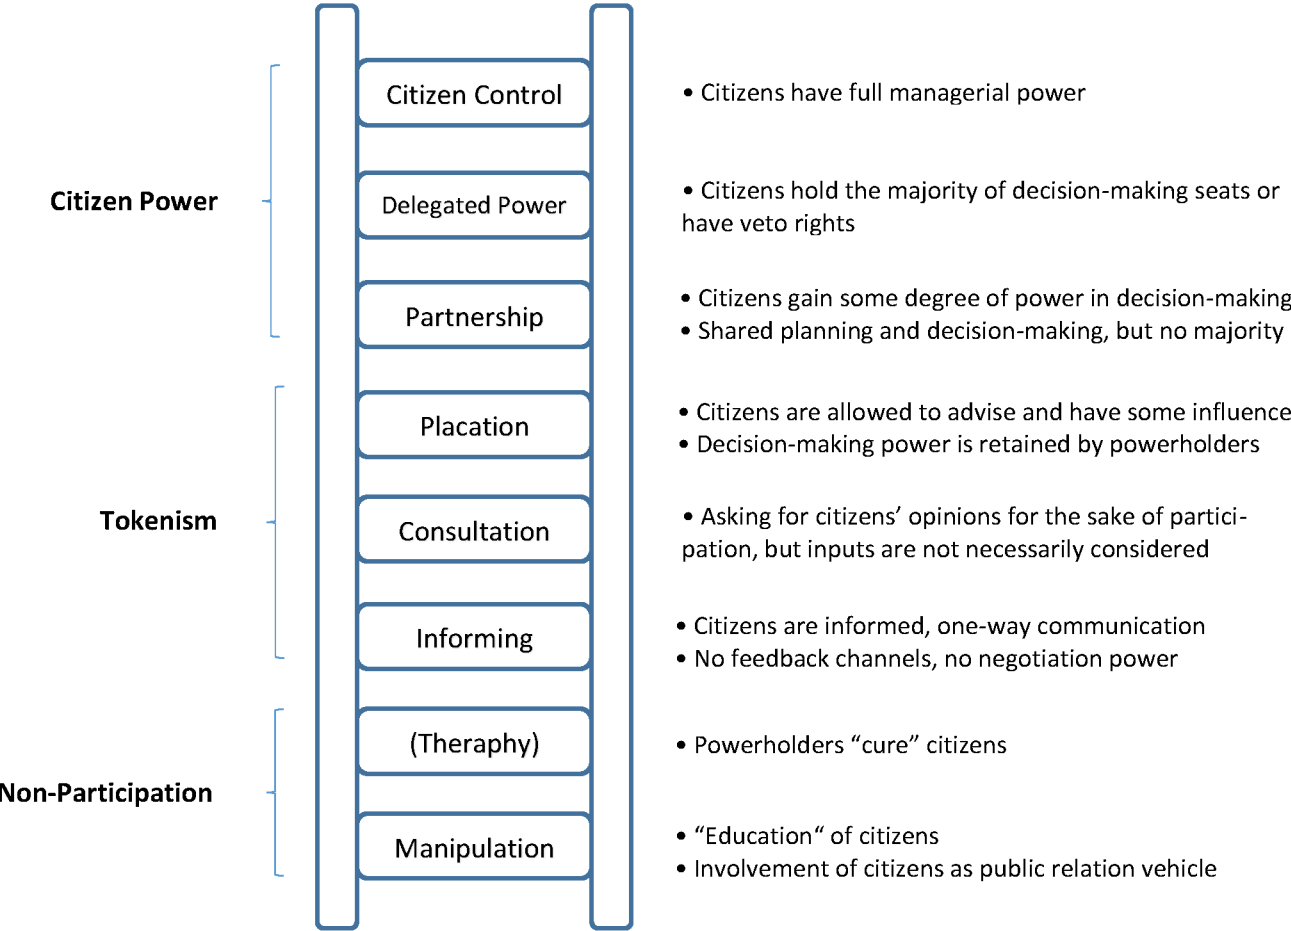 Citizen Control
• Citizens have full managerial power
Citizen Power
Delegated Power
• Citizens hold the majority of decision-making seats or
have veto rights
Partnership
• Citizens gain some degree of power in decision-making
• Shared planning and decision-making, but no majority
Placation
• Citizens are allowed to advise and have some influence
• Decision-making power is retained by powerholders
Tokenism
Consultation
• Asking for citizens’ opinions for the sake of partici-
pation, but inputs are not necessarily considered
Informing
• Citizens are informed, one-way communication
• No feedback channels, no negotiation power
(Theraphy)
• Powerholders “cure” citizens
Non-Participation
Manipulation
• “Education“ of citizens
• Involvement of citizens as public relation vehicle